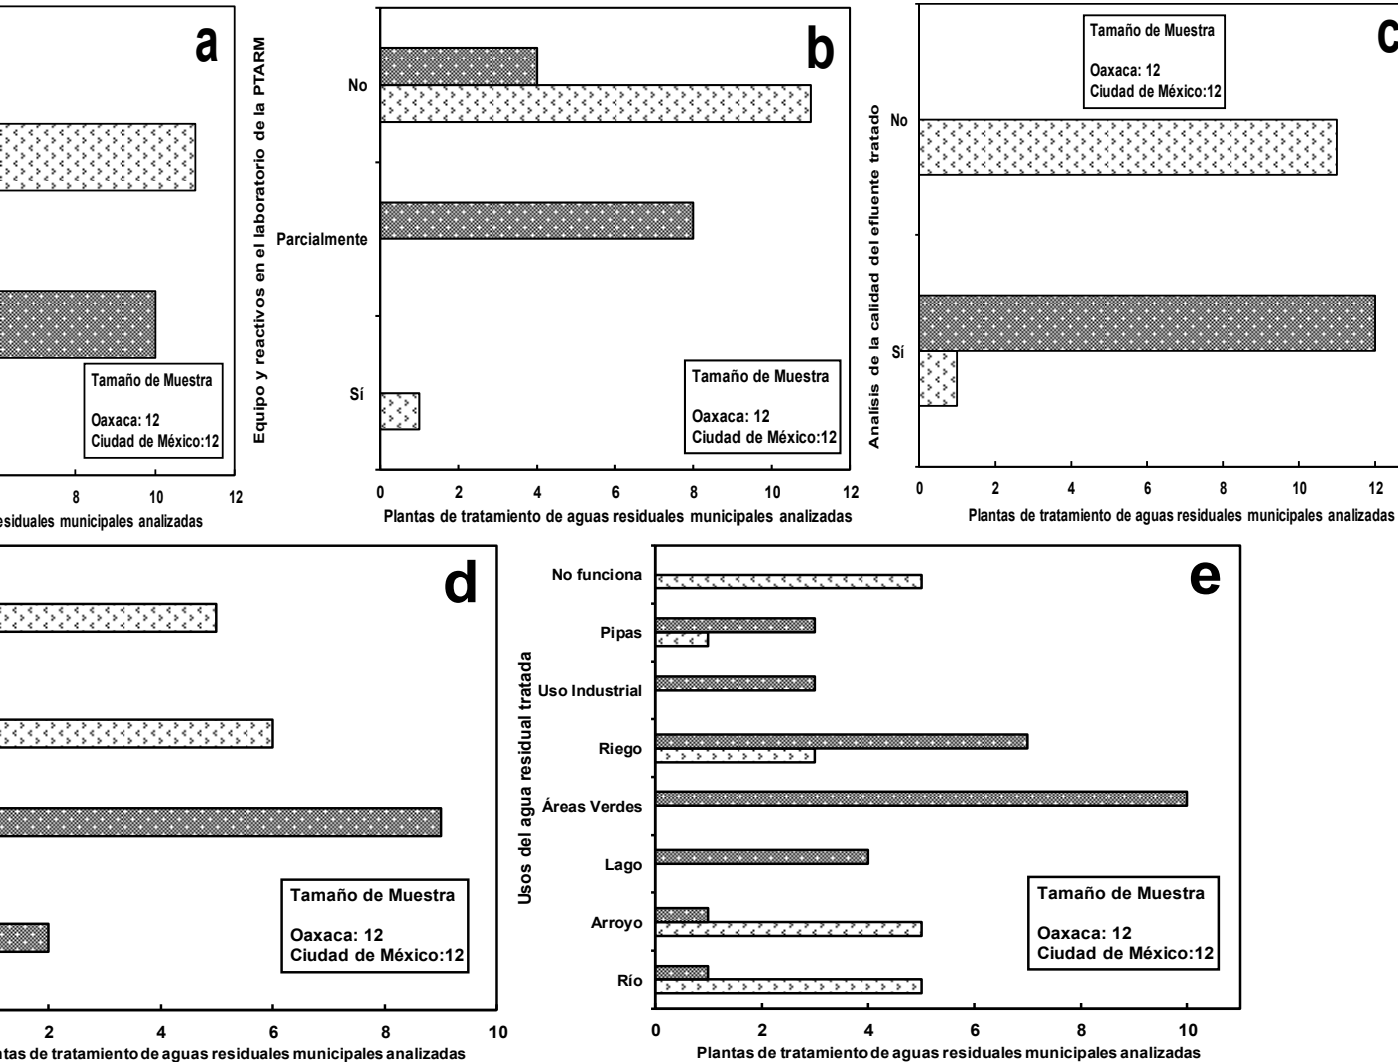 a
Tamaño de Muestra
Oaxaca: 12
Ciudad de México:12
8 10 12
esiduales municipales analizadas
b
Equipo y reactivos en el laboratorio de la PTARM
No
Parcialmente
Sí
Tamaño de Muestra
Oaxaca: 12
Ciudad de México:12
0 2 4 6 8 10 12
Plantas de tratamiento de aguas residuales municipales analizadas
c
Tamaño de Muestra
Oaxaca: 12
Ciudad de México:12
Analisis de la calidad del efluente tratado
No
Sí
0 2 4 6 8 10 12
Plantas de tratamiento de aguas residuales municipales analizadas
d
Tamaño de Muestra
Oaxaca: 12
Ciudad de México:12
2 4 6 8 10
ntas de tratamiento de aguas residuales municipales analizadas
e
Usos del agua residual tratada
No funciona
Pipas
Uso Industrial
Riego
Áreas Verdes
Lago
Arroyo
Río
Tamaño de Muestra
Oaxaca: 12
Ciudad de México:12
0 2 4 6 8 10
Plantas de tratamiento de aguas residuales municipales analizadas